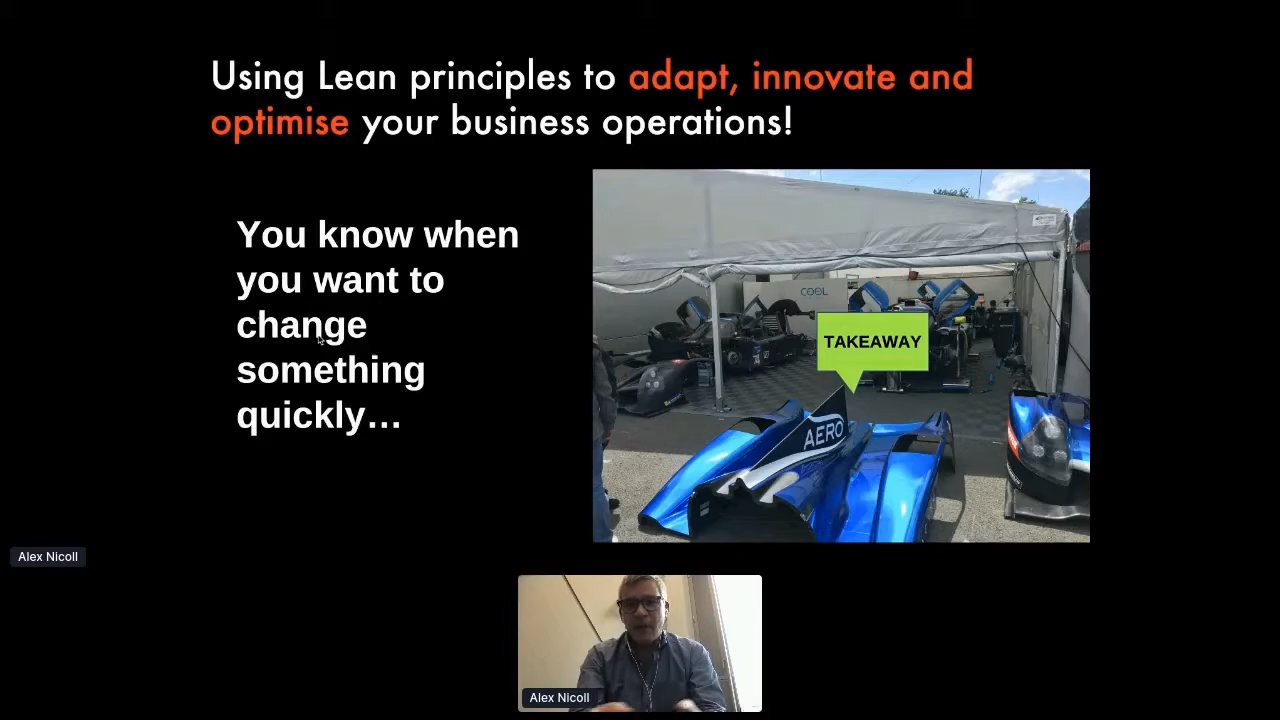 Using Lean principles to adapt, innovate and
optimise your business operations!
You know when
you want to
change
something
quickly...
COOL
TAKEAWAY
AERO
Alex Nicoll
Alex Nicoll